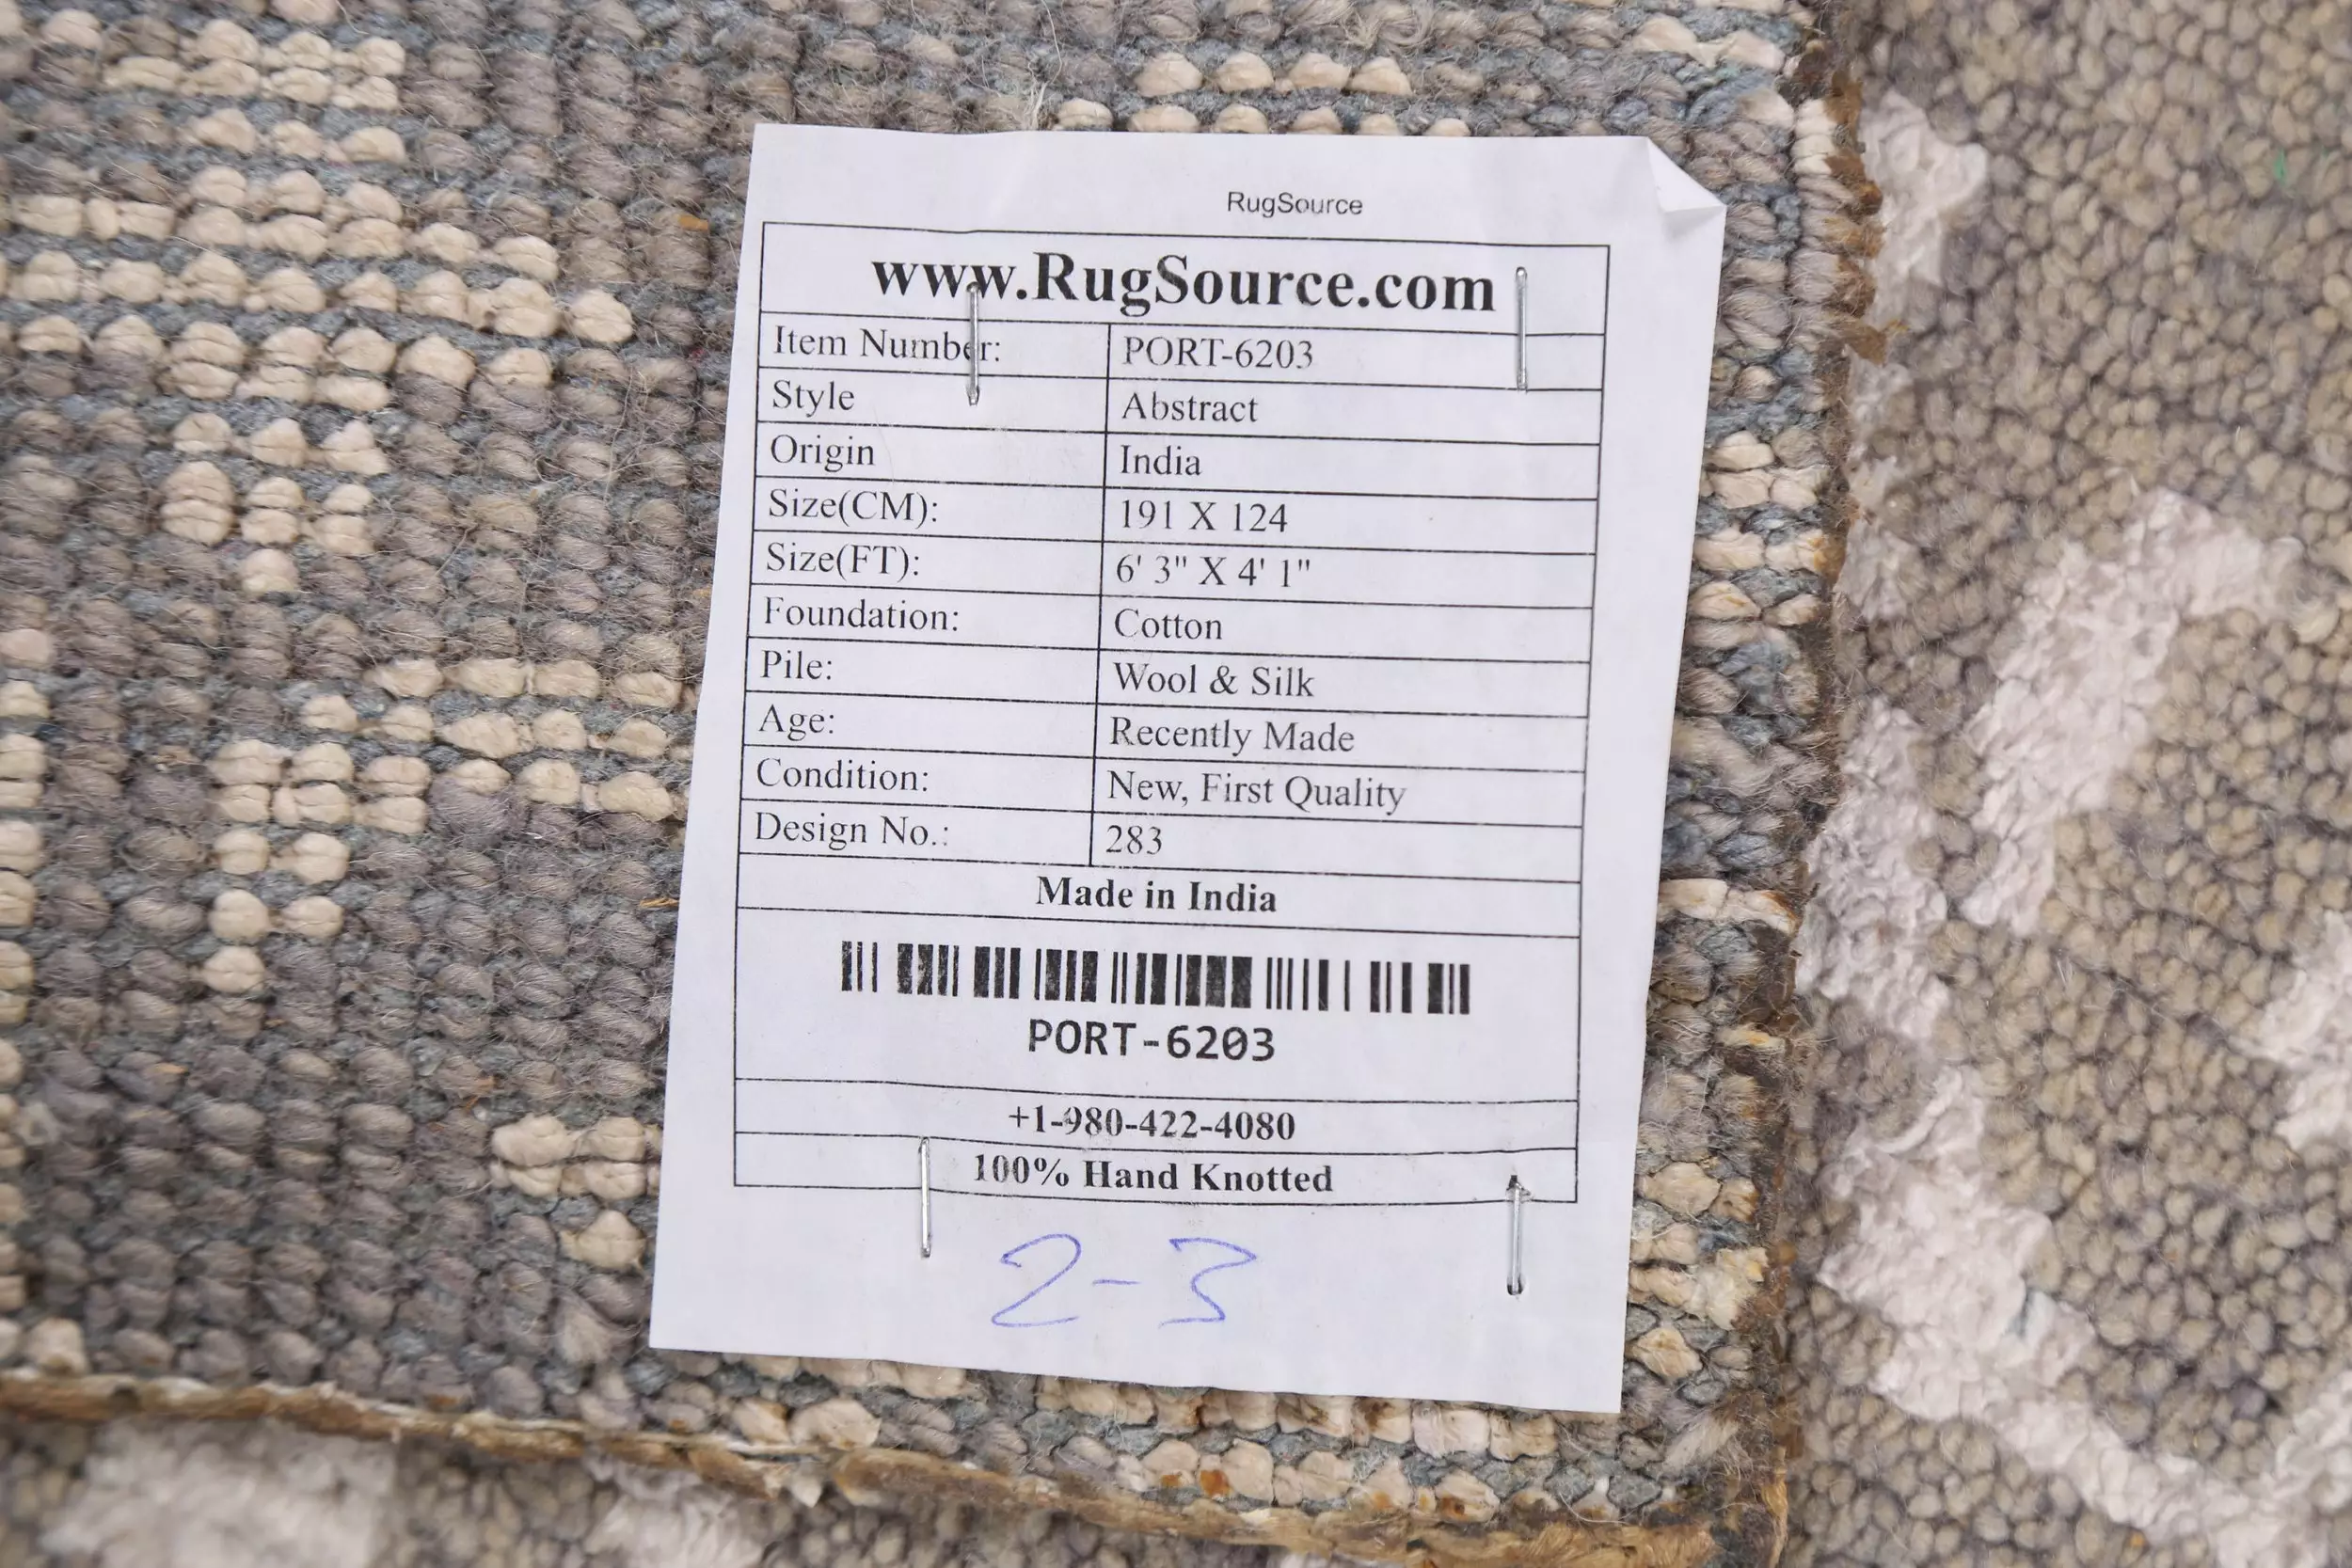 RugSource
www.RugSource.com
Item Number: PORT-6203
Style Abstract
Origin India
Size(CM): 191 X 124
Size(FT): 6' 3" X 4' 1"
Foundation: Cotton
Pile: Wool & Silk
Age: Recently Made
Condition: New, First Quality
Design No.: 283
Made in India
PORT-6203
+1-980-422-4080
100% Hand Knotted
2-3